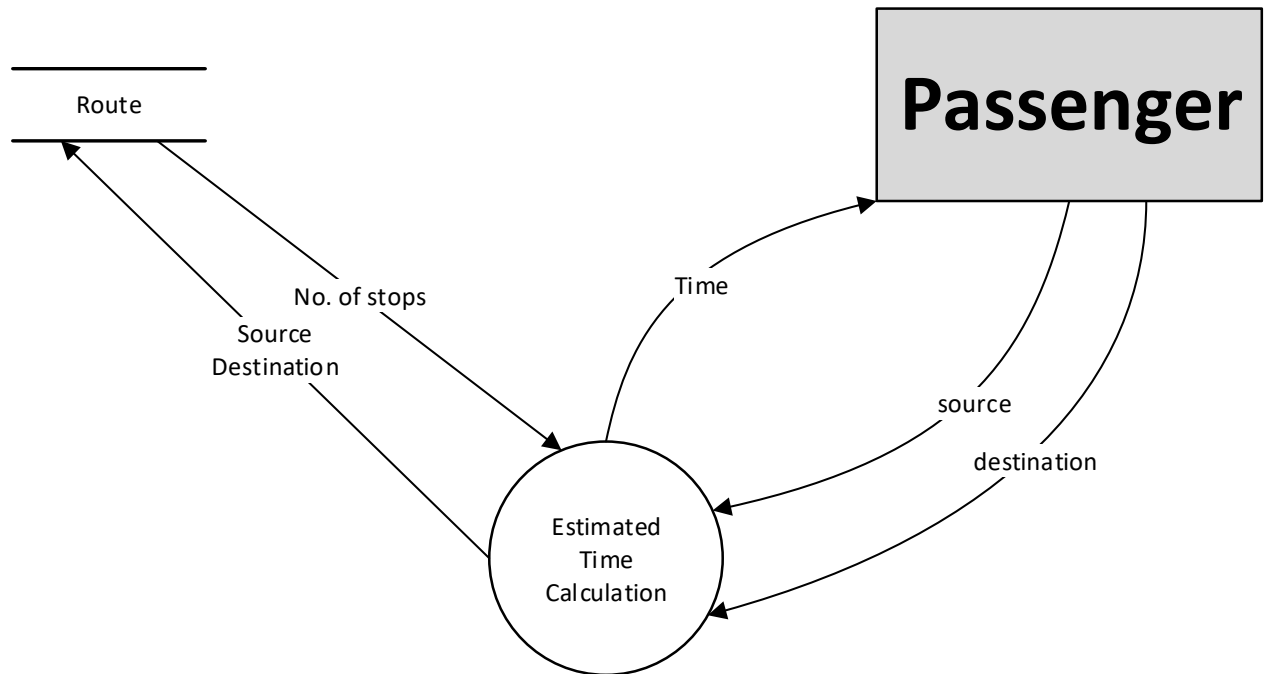 Passenger
Route
No. of stops
Source
Destination
Time
source
destination
Estimated
Time
Calculation